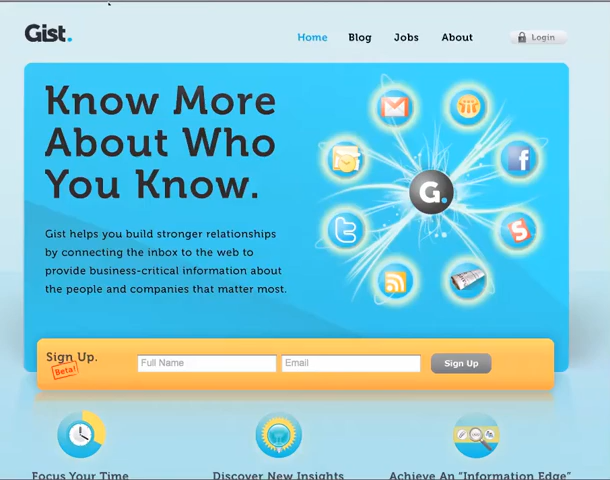 Gist.
Home Blog Jobs About Login
Know More
About Who
You Know.
Gist helps you build stronger relationships
by connecting the inbox to the web to
provide business-critical information about
the people and companies that matter most.
G.
Sign Up.
Beta!
Full Name
Email
Sign Up
Focus Your Time
Discover New Insights
Achieve An "Information Edge"